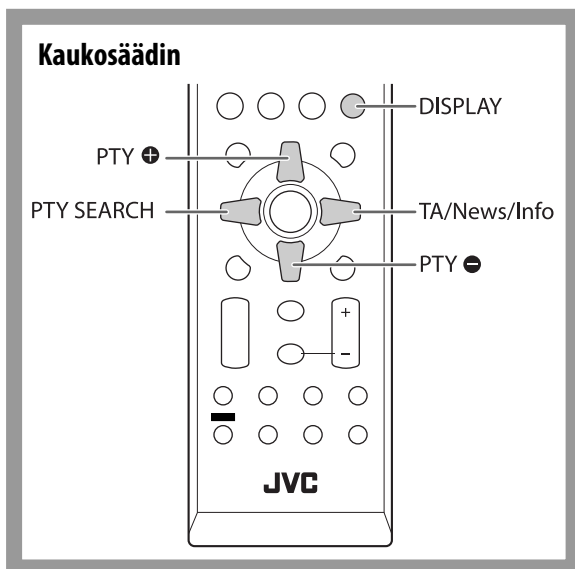 Kaukosäädin
DISPLAY
PTY +
PTY SEARCH
TA/News/Info
PTY –
+
–
JVC